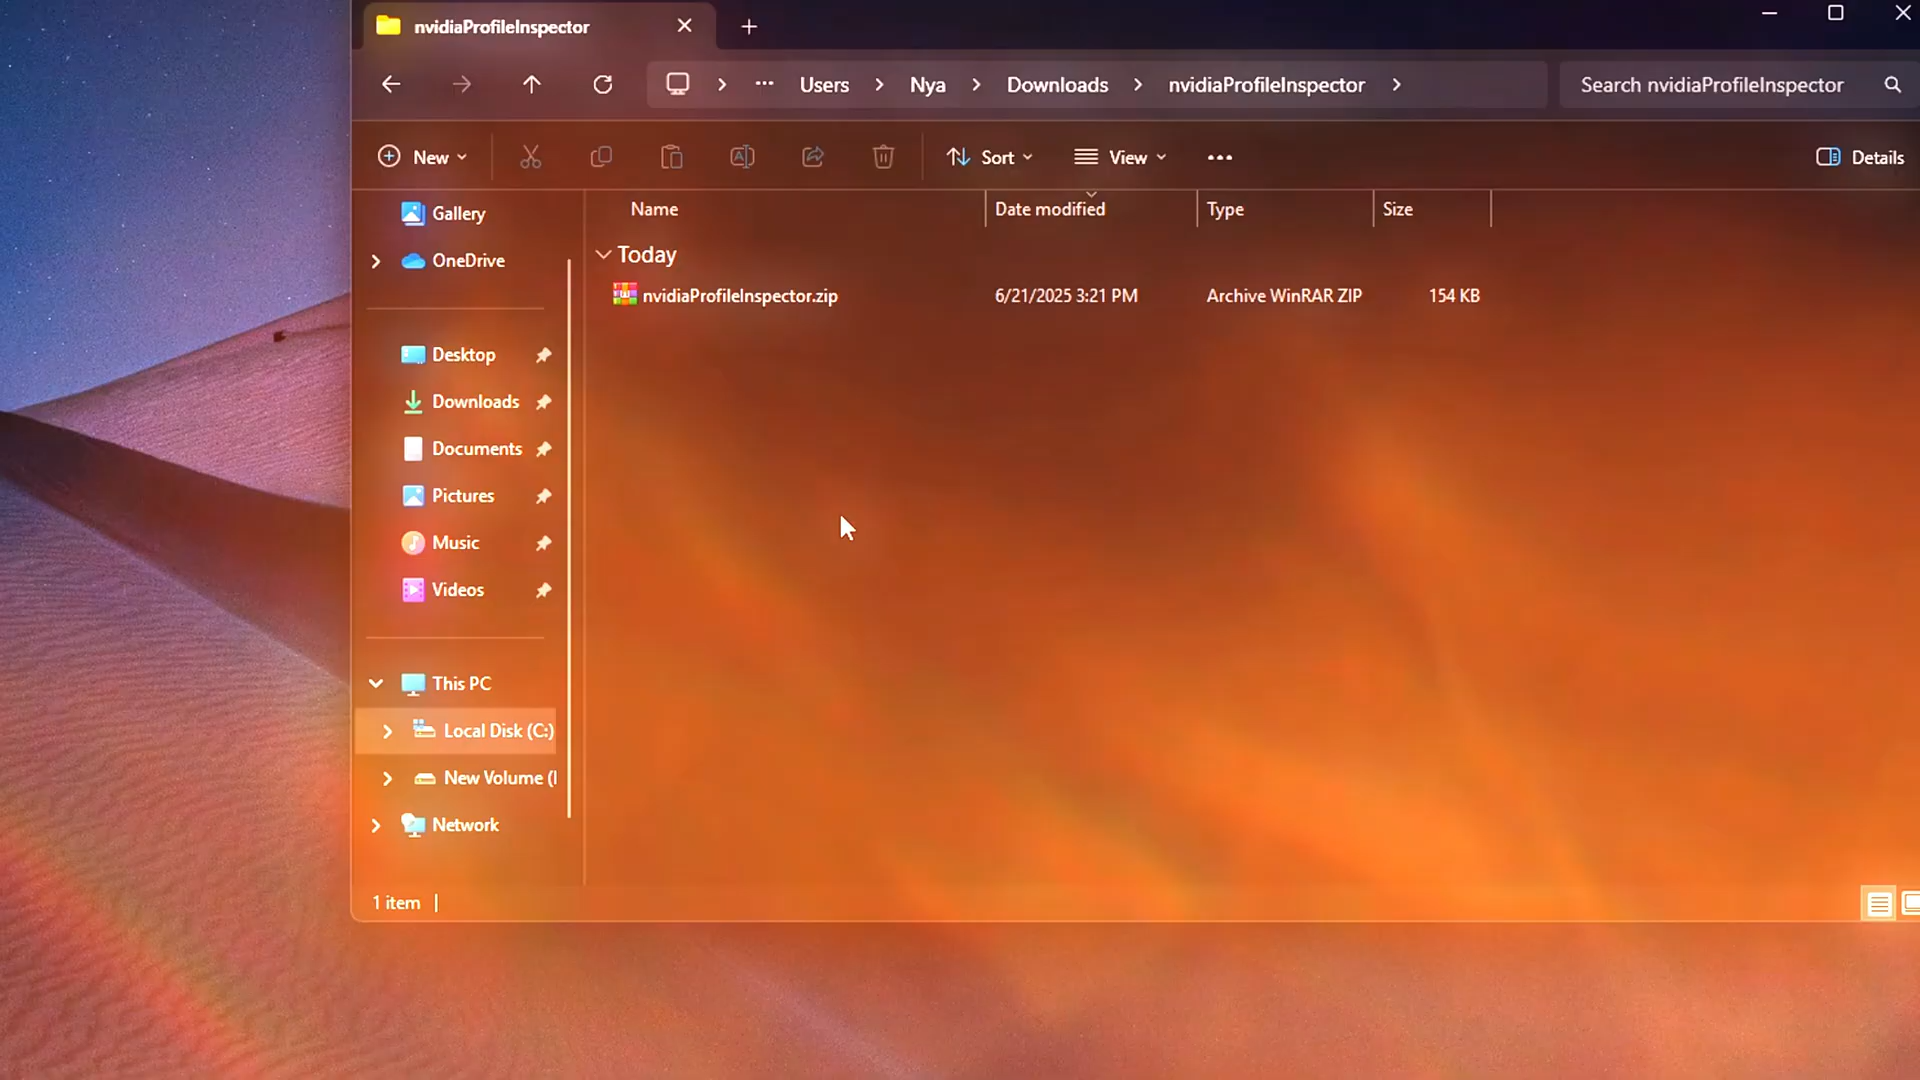 nvidiaProfileInspector
Users
Nya
Downloads
nvidiaProfileInspector
Search nvidiaProfileInspector
New
Sort
View
Details
Name
Date modified
Type
Size
Gallery
OneDrive
Today
nvidiaProfileInspector.zip
6/21/2025 3:21 PM
Archive WinRAR ZIP
154 KB
Desktop
Downloads
Documents
Pictures
Music
Videos
This PC
Local Disk (C:)
New Volume (
Network
1 item